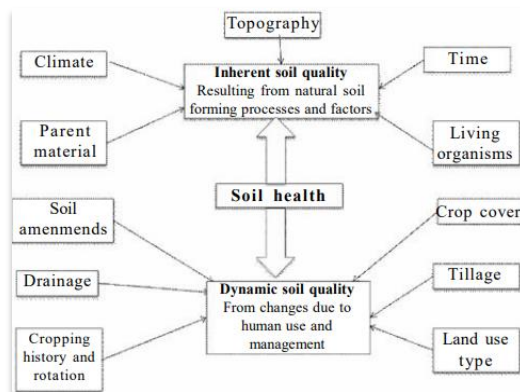 Topography
Climate
Inherent soil quality
Resulting from natural soil
forming processes and factors
Time
Parent
material
Living
organisms
Soil health
Soil
amenmends
Crop cover
Drainage
Dynamic soil quality
From changes due to
human use and
management
Tillage
Cropping
history and
rotation
Land use
type